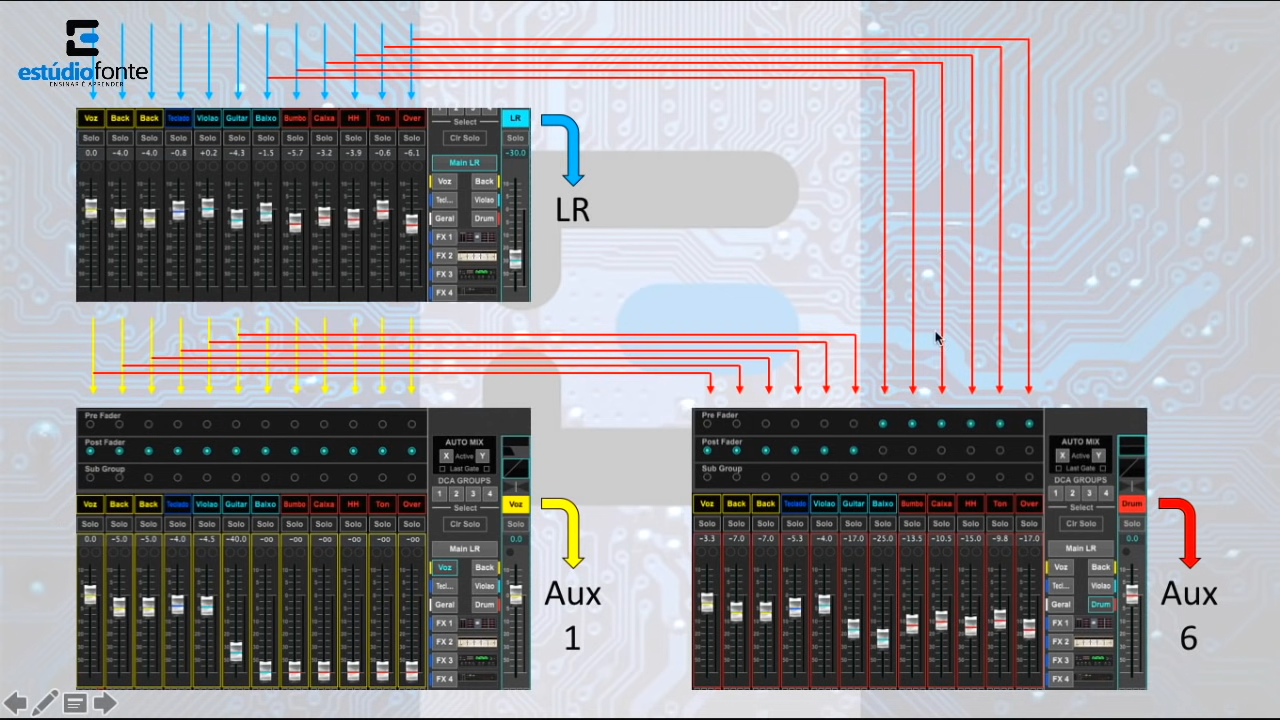 estúdiofonte
ENSINAR E APRENDER
Voz Back Back Teclado Violao Guitar Baixo Bumbo Caixa HH Ton Over
Solo Solo Solo Solo Solo Solo Solo Solo Solo Solo Solo Solo
0.0 -4.0 -4.0 -0.8 +0.2 -4.3 -1.5 -5.7 -3.2 -3.9 -0.6 -6.1
Select
Clr Solo
Main LR
Voz Back
Tecl... Violao
Geral Drum
FX 1
FX 2
FX 3
FX 4
LR
Solo
-30.0
LR
Pre Fader
Post Fader
Sub Group
Voz Back Back Teclado Violao Guitar Baixo Bumbo Caixa HH Ton Over
Solo Solo Solo Solo Solo Solo Solo Solo Solo Solo Solo Solo
0.0 -5.0 -5.0 -4.0 -4.5 -40.0 -oo -oo -oo -oo -oo -oo
AUTO MIX
X Active Y
Last Gate
DCA GROUPS
1 2 3 4
Select
Clr Solo
Main LR
Voz Back
Tecl... Violao
Geral Drum
FX 1
FX 2
FX 3
FX 4
Voz
Solo
0.0
Aux
1
Pre Fader
Post Fader
Sub Group
Voz Back Back Teclado Violao Guitar Baixo Bumbo Caixa HH Ton Over
Solo Solo Solo Solo Solo Solo Solo Solo Solo Solo Solo Solo
-3.3 -7.0 -7.0 -5.3 -4.0 -17.0 -25.0 -13.5 -10.5 -15.0 -9.8 -17.0
AUTO MIX
X Active Y
Last Gate
DCA GROUPS
1 2 3 4
Select
Clr Solo
Main LR
Voz Back
Tecl... Violao
Geral Drum
FX 1
FX 2
FX 3
FX 4
Drum
Solo
0.0
Aux
6